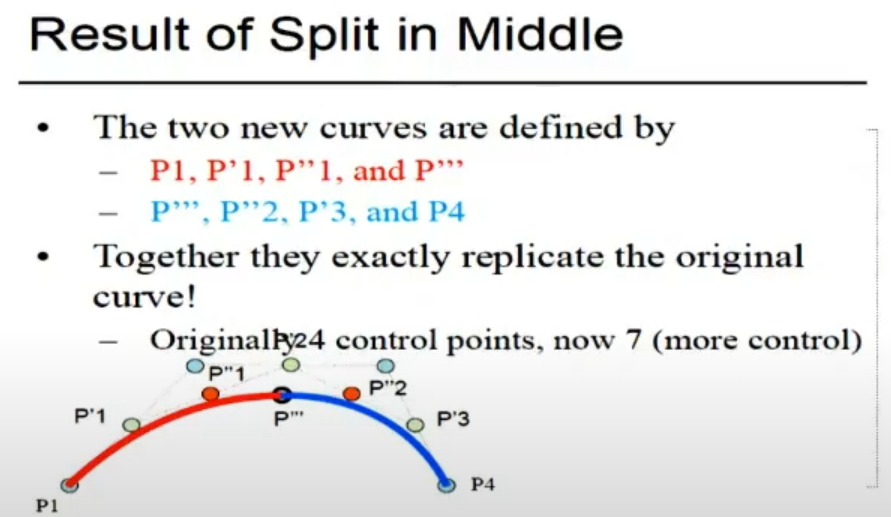 Result of Split in Middle
• The two new curves are defined by
– P1, P’1, P”1, and P”’
– P”’, P”2, P’3, and P4
• Together they exactly replicate the original
curve!
– Originally 4 control points, now 7 (more control)
P'2
P"1
P"2
P'1
P"'
P'3
P4
P1